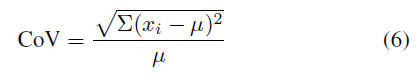 CoV = √Σ(xᵢ − μ)² / μ (6)